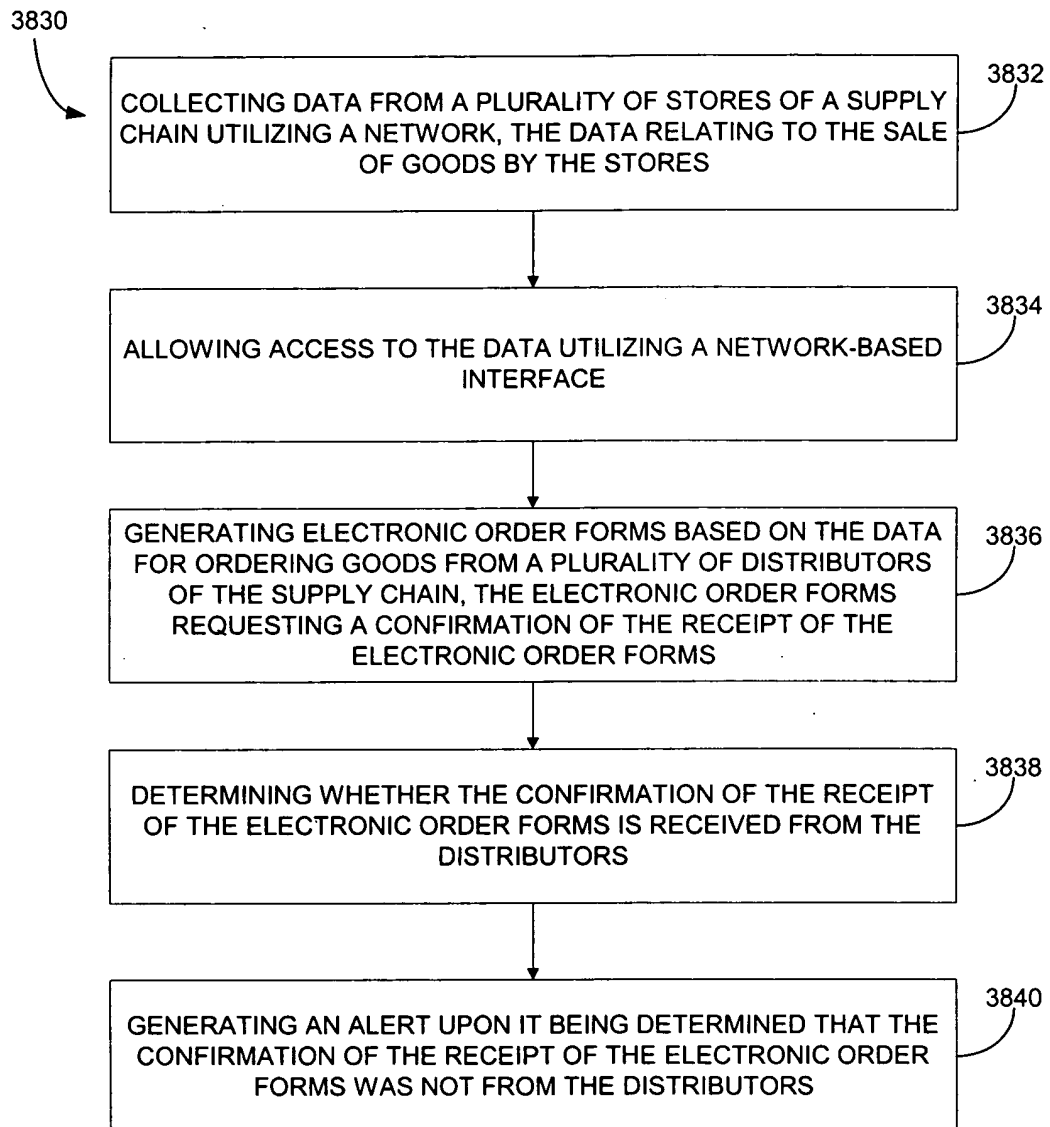 3830
3832
COLLECTING DATA FROM A PLURALITY OF STORES OF A SUPPLY
CHAIN UTILIZING A NETWORK, THE DATA RELATING TO THE SALE
OF GOODS BY THE STORES
3834
ALLOWING ACCESS TO THE DATA UTILIZING A NETWORK-BASED
INTERFACE
3836
GENERATING ELECTRONIC ORDER FORMS BASED ON THE DATA
FOR ORDERING GOODS FROM A PLURALITY OF DISTRIBUTORS
OF THE SUPPLY CHAIN, THE ELECTRONIC ORDER FORMS
REQUESTING A CONFIRMATION OF THE RECEIPT OF THE
ELECTRONIC ORDER FORMS
3838
DETERMINING WHETHER THE CONFIRMATION OF THE RECEIPT
OF THE ELECTRONIC ORDER FORMS IS RECEIVED FROM THE
DISTRIBUTORS
3840
GENERATING AN ALERT UPON IT BEING DETERMINED THAT THE
CONFIRMATION OF THE RECEIPT OF THE ELECTRONIC ORDER
FORMS WAS NOT FROM THE DISTRIBUTORS